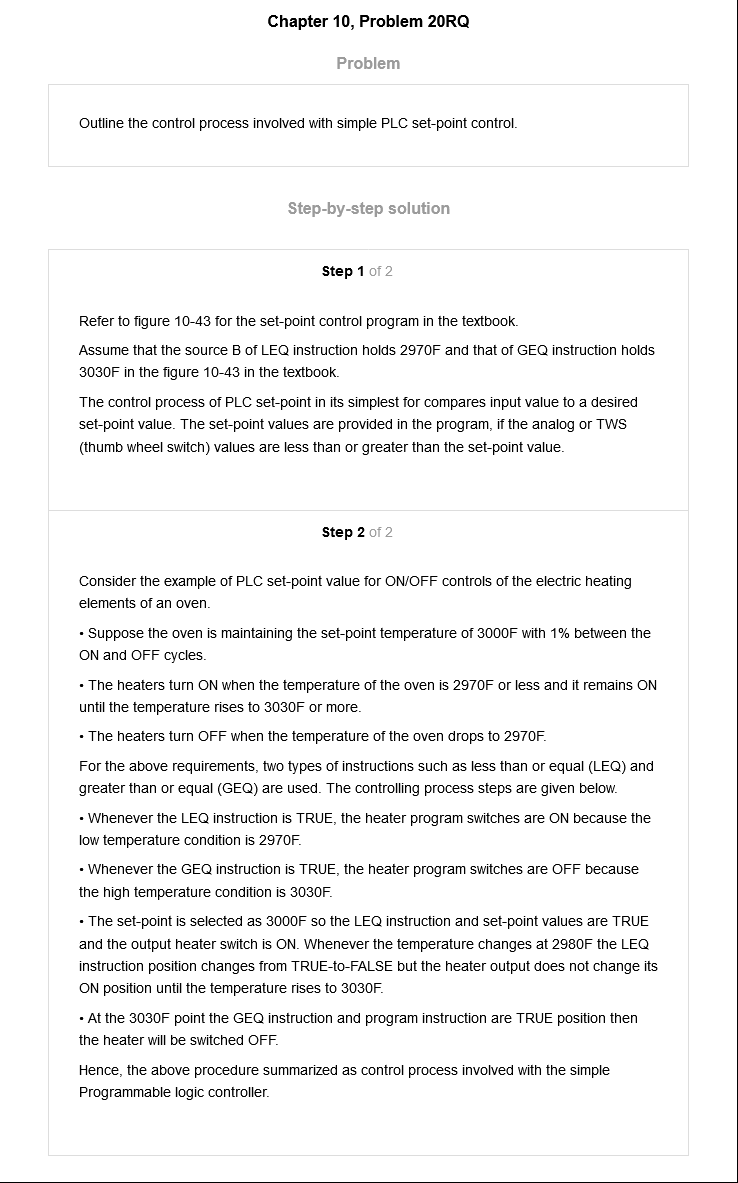 Chapter 10, Problem 20RQ
Problem
Outline the control process involved with simple PLC set-point control.
Step-by-step solution
Step 1 of 2
Refer to figure 10-43 for the set-point control program in the textbook.
Assume that the source B of LEQ instruction holds 2970F and that of GEQ instruction holds
3030F in the figure 10-43 in the textbook.
The control process of PLC set-point in its simplest for compares input value to a desired
set-point value. The set-point values are provided in the program, if the analog or TWS
(thumb wheel switch) values are less than or greater than the set-point value.
Step 2 of 2
Consider the example of PLC set-point value for ON/OFF controls of the electric heating
elements of an oven.
• Suppose the oven is maintaining the set-point temperature of 3000F with 1% between the
ON and OFF cycles.
• The heaters turn ON when the temperature of the oven is 2970F or less and it remains ON
until the temperature rises to 3030F or more.
• The heaters turn OFF when the temperature of the oven drops to 2970F.
For the above requirements, two types of instructions such as less than or equal (LEQ) and
greater than or equal (GEQ) are used. The controlling process steps are given below.
• Whenever the LEQ instruction is TRUE, the heater program switches are ON because the
low temperature condition is 2970F.
• Whenever the GEQ instruction is TRUE, the heater program switches are OFF because
the high temperature condition is 3030F.
• The set-point is selected as 3000F so the LEQ instruction and set-point values are TRUE
and the output heater switch is ON. Whenever the temperature changes at 2980F the LEQ
instruction position changes from TRUE-to-FALSE but the heater output does not change its
ON position until the temperature rises to 3030F.
• At the 3030F point the GEQ instruction and program instruction are TRUE position then
the heater will be switched OFF.
Hence, the above procedure summarized as control process involved with the simple
Programmable logic controller.